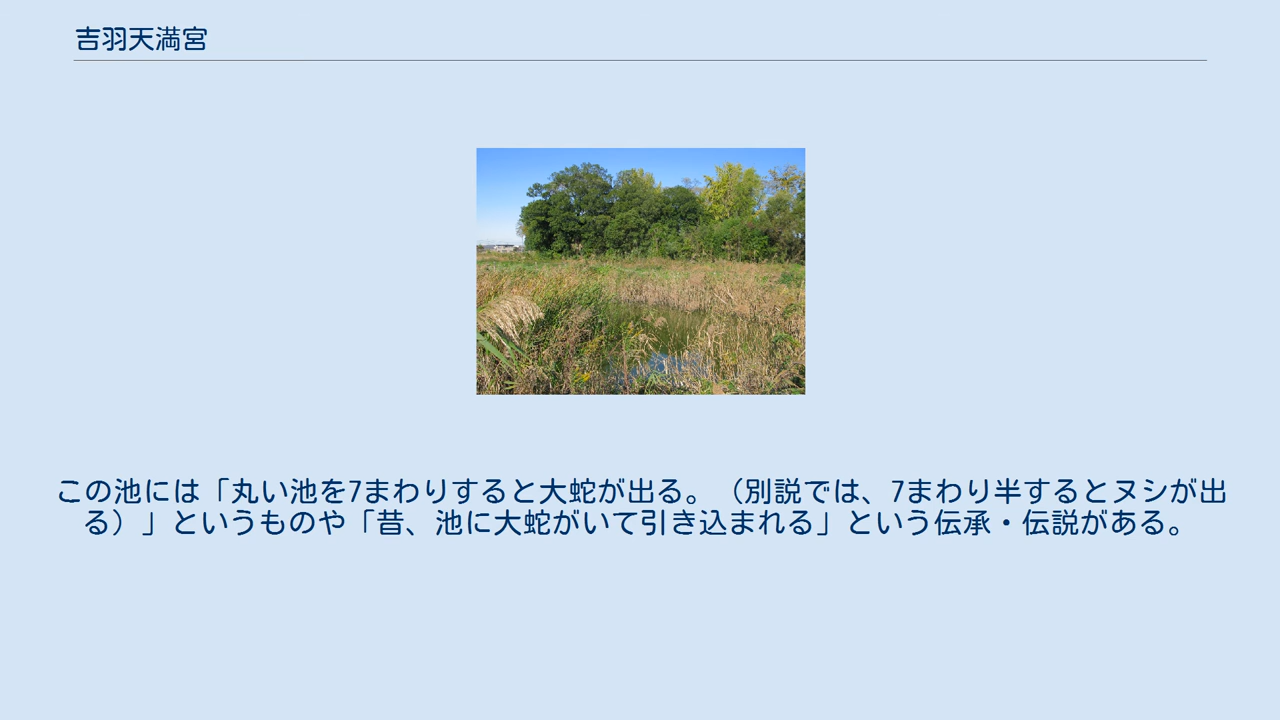 吉羽天満宮
この池には「丸い池を7まわりすると大蛇が出る。（別説では、7まわり半するとヌシが出
る）」というものや「昔、池に大蛇がいて引き込まれる」という伝承・伝説がある。